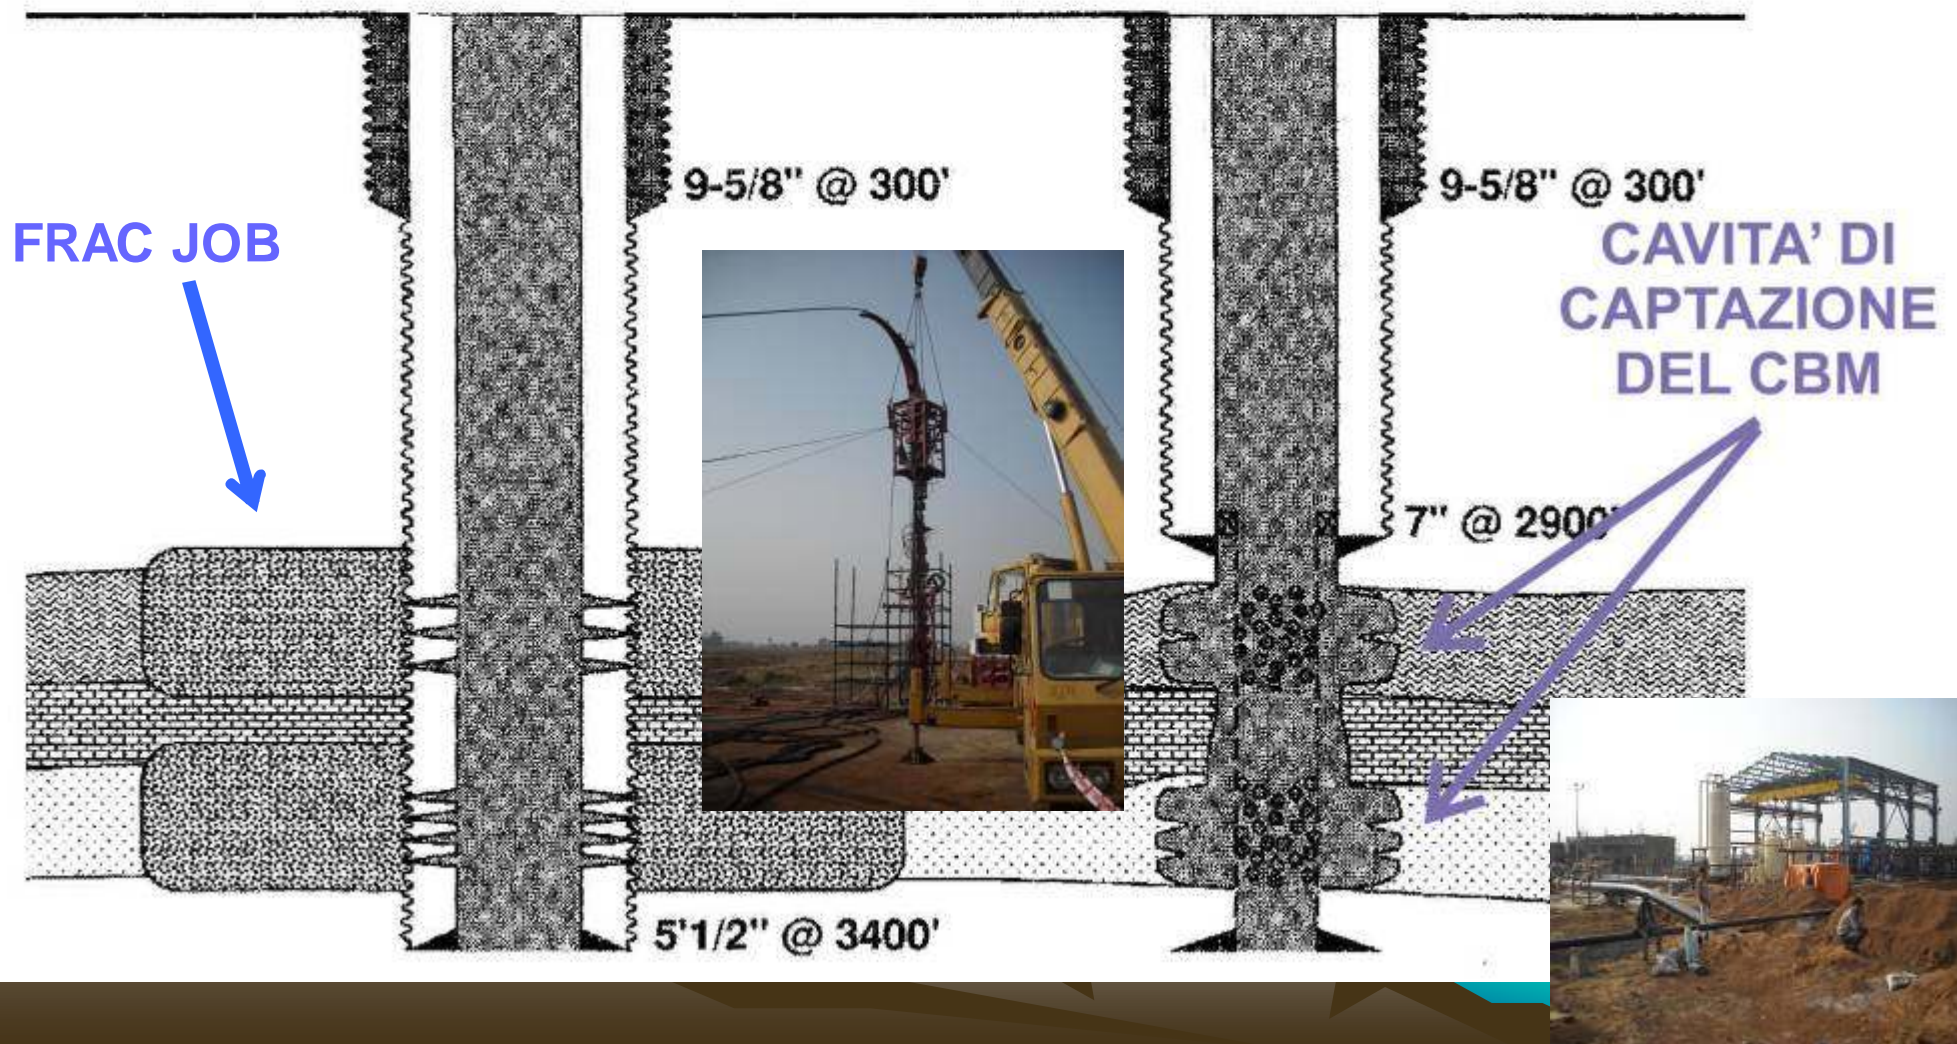 9-5/8" @ 300'
9-5/8" @ 300'
FRAC JOB
CAVITA’ DI
CAPTAZIONE
DEL CBM
7" @ 2900'
5'1/2" @ 3400'